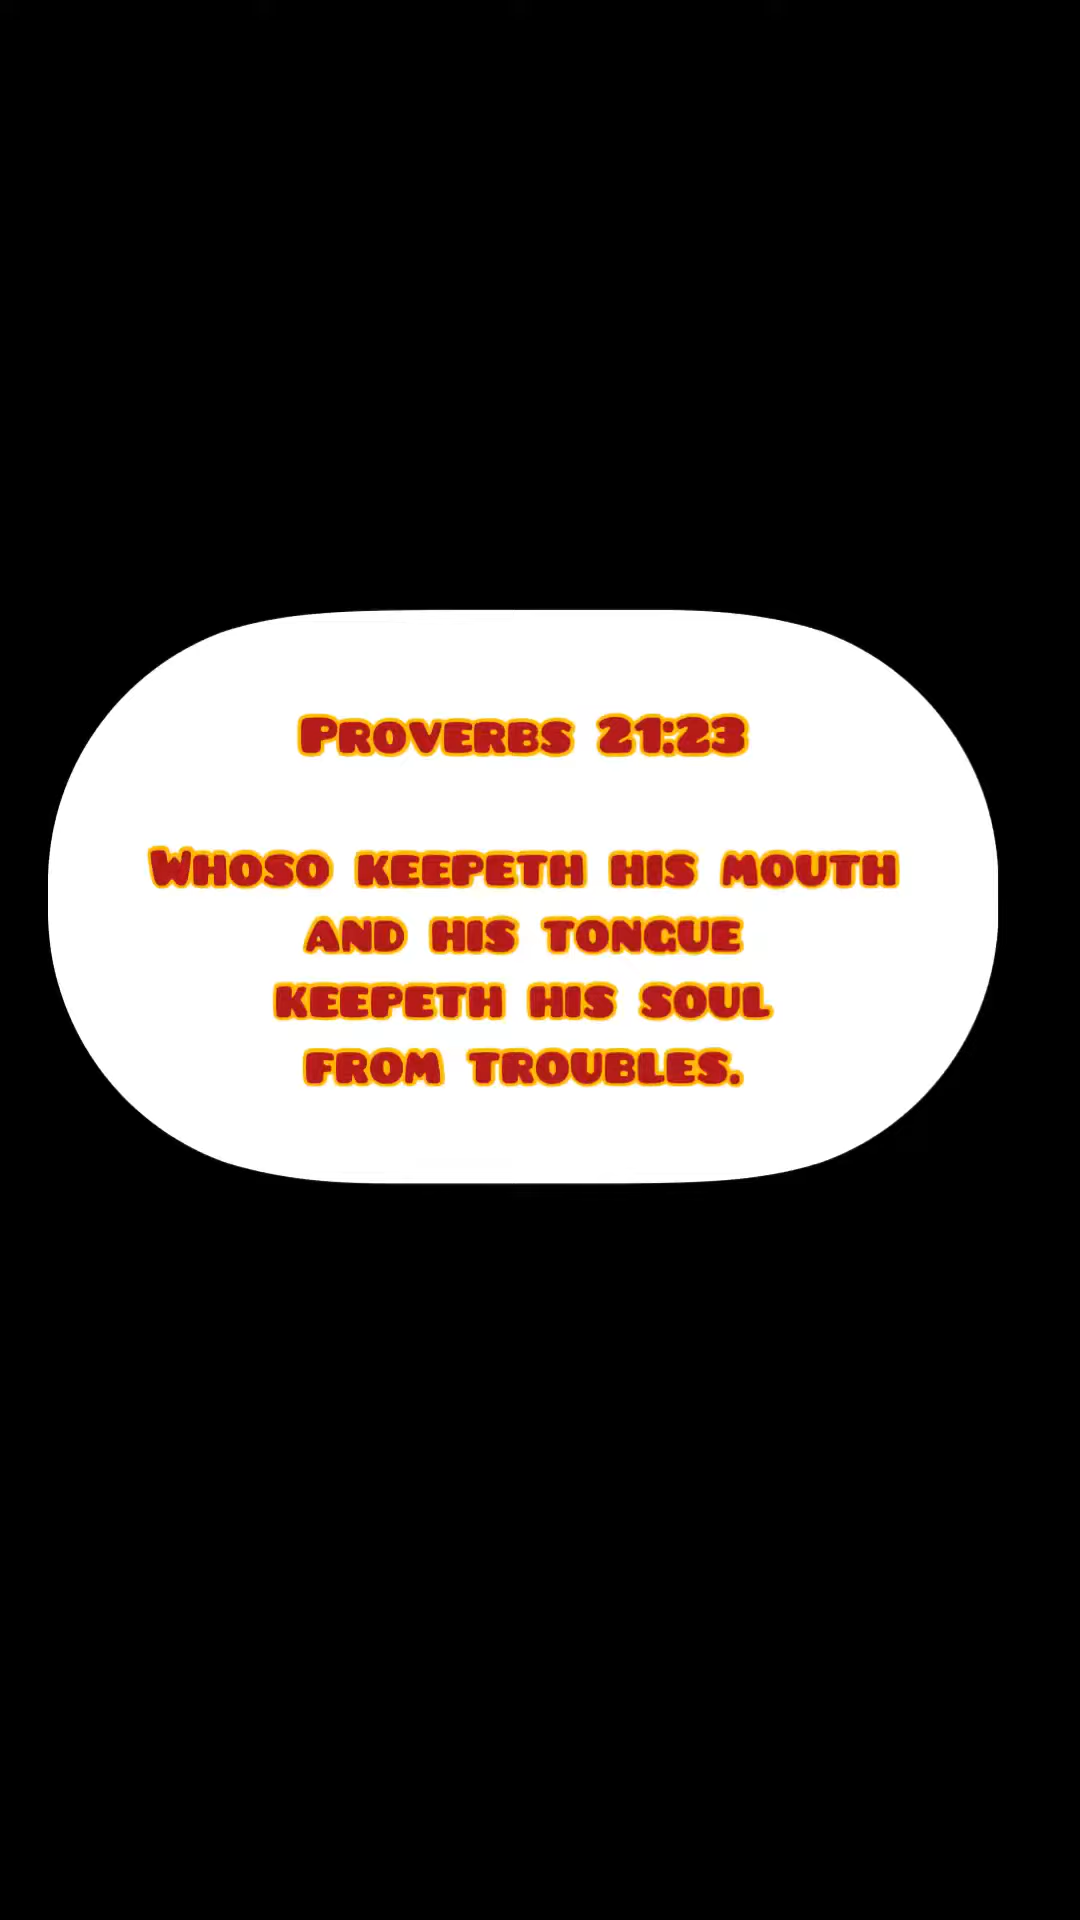 Proverbs 21:23
Whoso keepeth his mouth
and his tongue
keepeth his soul
from troubles.